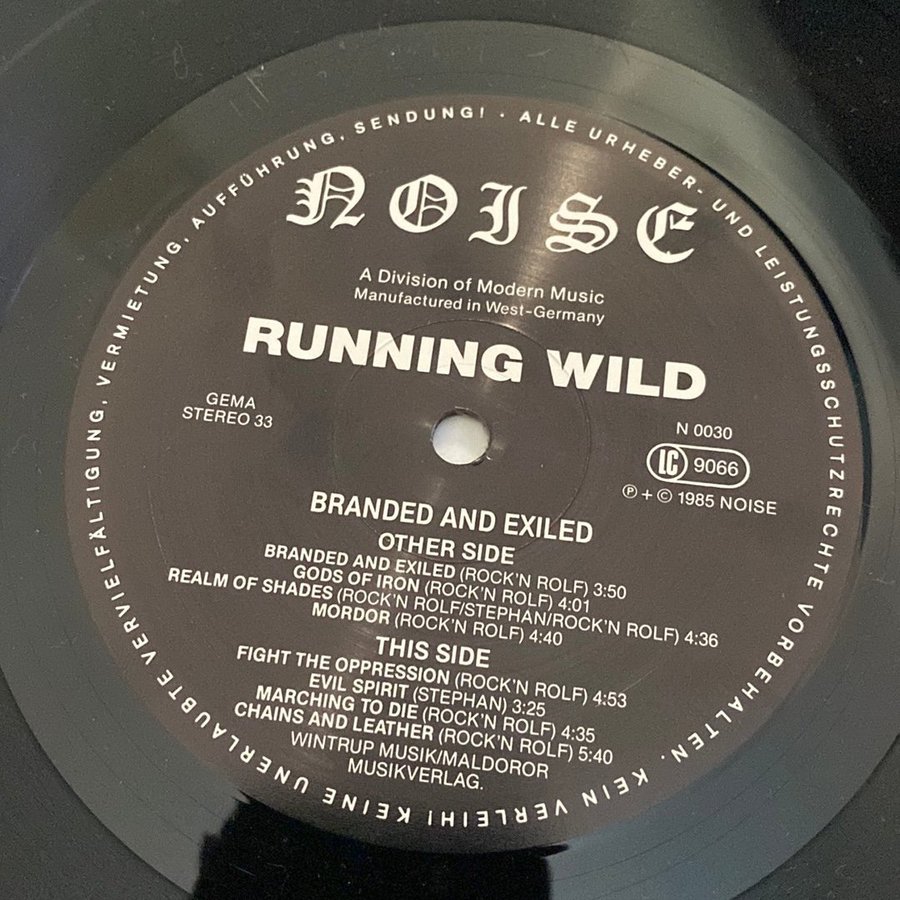 ALLE URHEBER- UND LEISTUNGSSCHUTZRECHTE VORBEHALTEN. KEIN VERLEIH! KEINE UNERLAUBTE VERVIELFÄLTIGUNG, VERMIETUNG, AUFFÜHRUNG, SENDUNG! ·
NOISE
A Division of Modern Music
Manufactured in West-Germany
RUNNING WILD
GEMA
STEREO 33
N 0030
LC 9066
℗ + © 1985 NOISE
BRANDED AND EXILED
OTHER SIDE
BRANDED AND EXILED (ROCK'N ROLF) 3:50
GODS OF IRON (ROCK'N ROLF) 4:01
REALM OF SHADES (ROCK'N ROLF/STEPHAN/ROCK'N ROLF) 4:36
MORDOR (ROCK'N ROLF) 4:40
THIS SIDE
FIGHT THE OPPRESSION (ROCK'N ROLF) 4:53
EVIL SPIRIT (STEPHAN) 3:25
MARCHING TO DIE (ROCK'N ROLF) 4:35
CHAINS AND LEATHER (ROCK'N ROLF) 5:40
WINTRUP MUSIK/MALDOROR
MUSIKVERLAG.